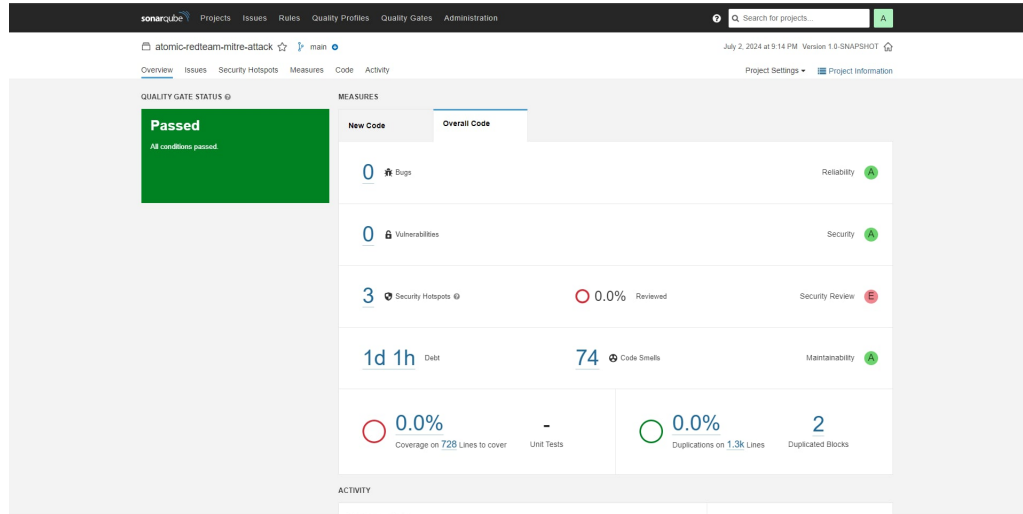 sonarqube Projects Issues Rules Quality Profiles Quality Gates Administration Search for projects... A
atomic-redteam-mitre-attack main July 2, 2024 at 9:14 PM Version 1.0-SNAPSHOT
Overview Issues Security Hotspots Measures Code Activity Project Settings Project Information
QUALITY GATE STATUS MEASURES
Passed
All conditions passed.
New Code Overall Code
0 Bugs Reliability A
0 Vulnerabilities Security A
3 Security Hotspots 0.0% Reviewed Security Review E
1d 1h Debt 74 Code Smells Maintainability A
0.0% - 0.0% 2
Coverage on 728 Lines to cover Unit Tests Duplications on 1.3k Lines Duplicated Blocks
ACTIVITY